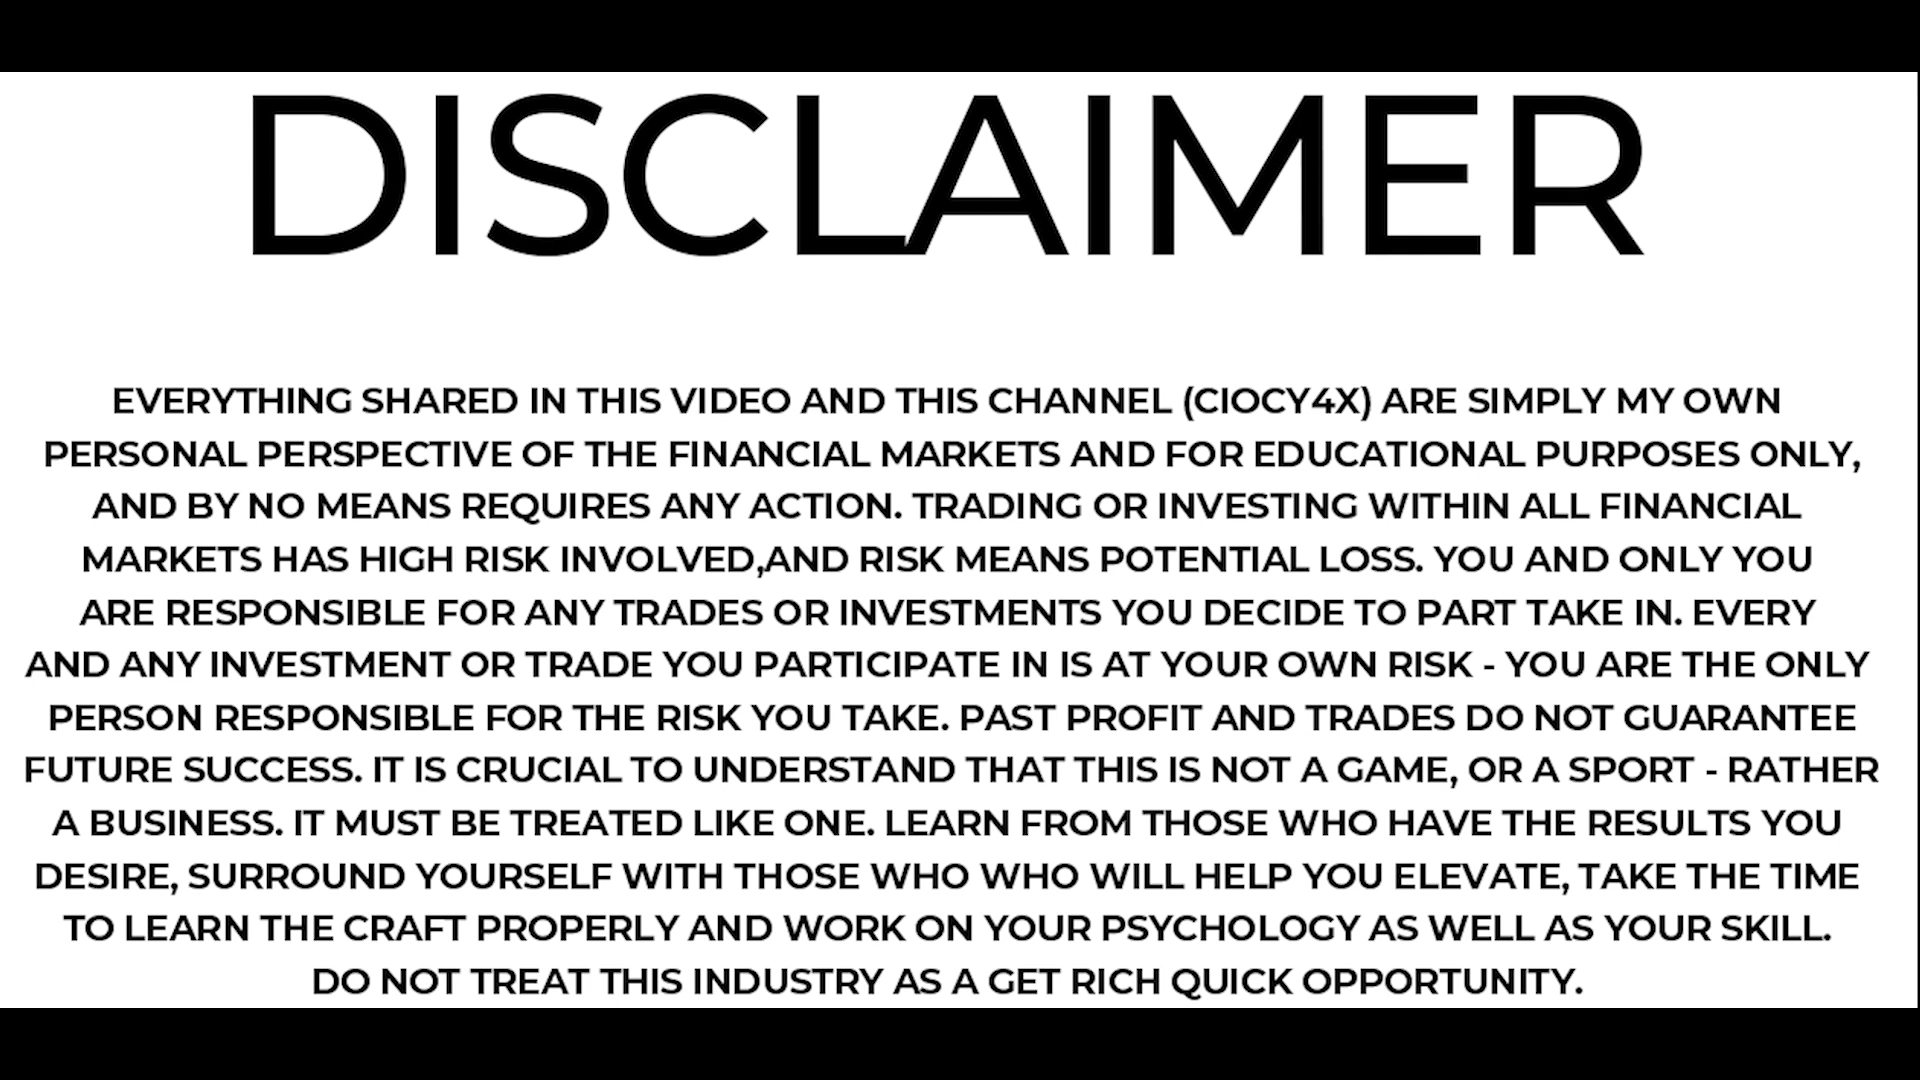 DISCLAIMER
EVERYTHING SHARED IN THIS VIDEO AND THIS CHANNEL (CIOCY4X) ARE SIMPLY MY OWN
PERSONAL PERSPECTIVE OF THE FINANCIAL MARKETS AND FOR EDUCATIONAL PURPOSES ONLY,
AND BY NO MEANS REQUIRES ANY ACTION. TRADING OR INVESTING WITHIN ALL FINANCIAL
MARKETS HAS HIGH RISK INVOLVED,AND RISK MEANS POTENTIAL LOSS. YOU AND ONLY YOU
ARE RESPONSIBLE FOR ANY TRADES OR INVESTMENTS YOU DECIDE TO PART TAKE IN. EVERY
AND ANY INVESTMENT OR TRADE YOU PARTICIPATE IN IS AT YOUR OWN RISK - YOU ARE THE ONLY
PERSON RESPONSIBLE FOR THE RISK YOU TAKE. PAST PROFIT AND TRADES DO NOT GUARANTEE
FUTURE SUCCESS. IT IS CRUCIAL TO UNDERSTAND THAT THIS IS NOT A GAME, OR A SPORT - RATHER
A BUSINESS. IT MUST BE TREATED LIKE ONE. LEARN FROM THOSE WHO HAVE THE RESULTS YOU
DESIRE, SURROUND YOURSELF WITH THOSE WHO WHO WILL HELP YOU ELEVATE, TAKE THE TIME
TO LEARN THE CRAFT PROPERLY AND WORK ON YOUR PSYCHOLOGY AS WELL AS YOUR SKILL.
DO NOT TREAT THIS INDUSTRY AS A GET RICH QUICK OPPORTUNITY.